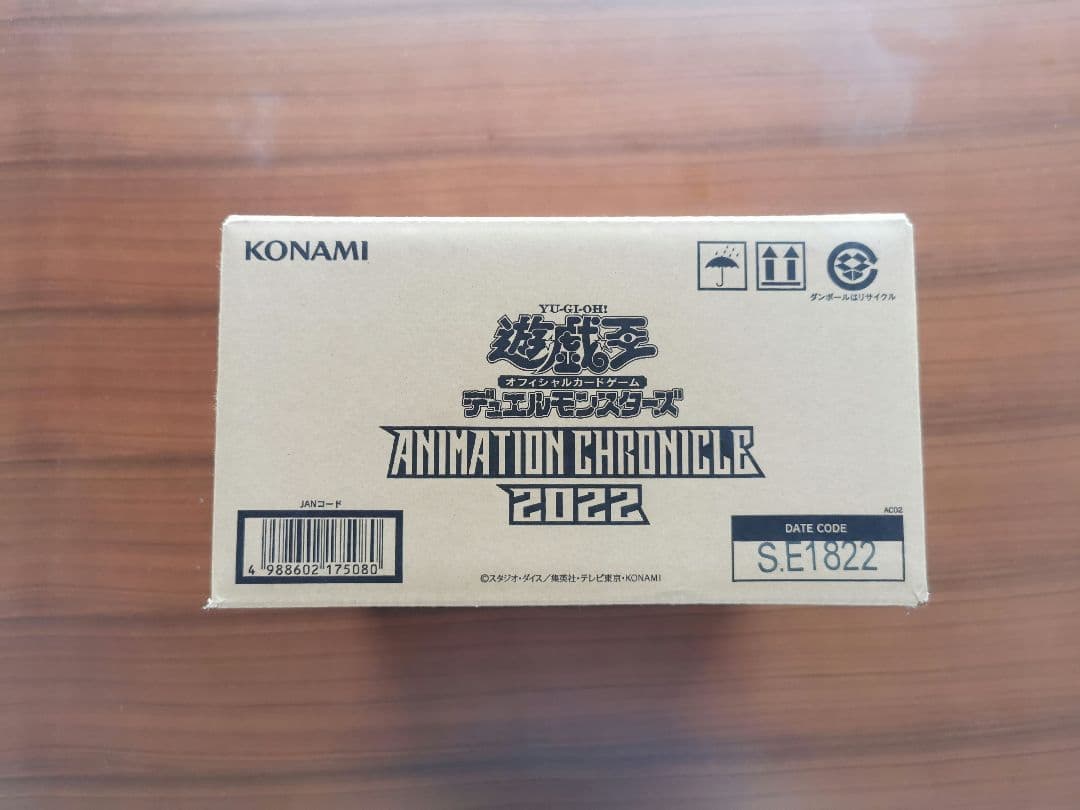 KONAMI
ダンボールはリサイクル
YU-GI-OH!
遊戯王
オフィシャルカードゲーム
デュエルモンスターズ
ANIMATION CHRONICLE
2022
JANコード
4 988602 175080
AC02
DATE CODE
S.E1822
©スタジオ・ダイス/集英社・テレビ東京・KONAMI